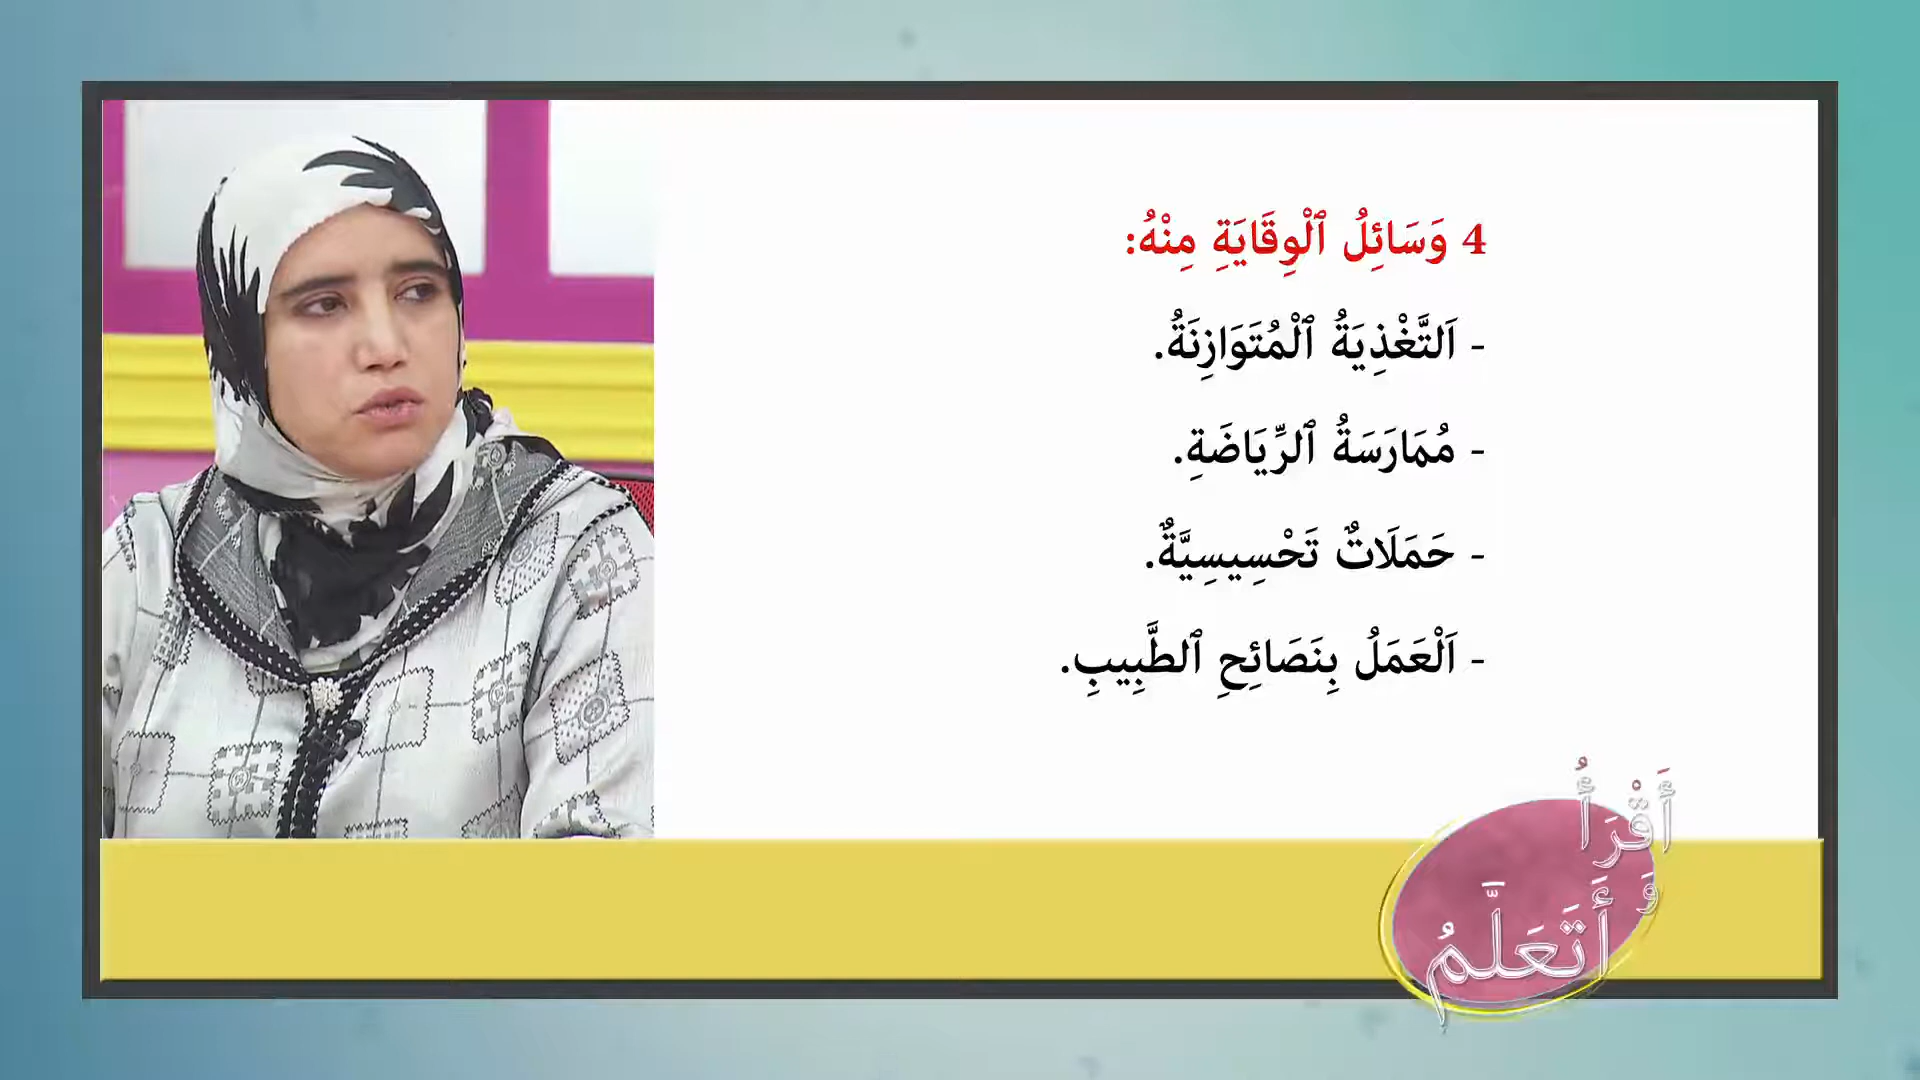 4 وَسَائِلُ ٱلْوِقَايَةِ مِنْهُ:
- اَلتَّغْذِيَةُ ٱلْمُتَوَازِنَةُ.
- مُمَارَسَةُ ٱلرِّيَاضَةِ.
- حَمَلَاتٌ تَحْسِيسِيَّةٌ.
- اَلْعَمَلُ بِنَصَائِحِ ٱلطَّبِيبِ.
أَقْرَأُ
وَ
أَتَعَلَّمُ